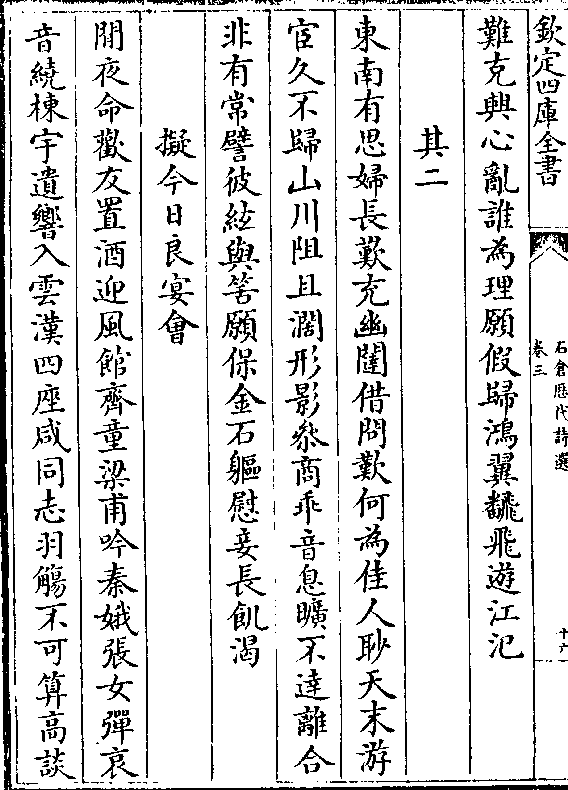 欽定四庫全書
石倉歷代詩選
卷三
十六
難克興心亂誰為理願假歸鴻翼飜飛遊江汜
其二
東南有思婦長歎充幽闥借問歎何為佳人眇天末游
宦久不歸山川阻且濶形影參商乖音息曠不達離合
非有常譬彼絃與筈願保金石軀慰妾長飢渴
擬今日良宴會
閒夜命歡友置酒迎風館齊童梁甫吟秦娥張女彈哀
音繞棟宇遺響入雲漢四座咸同志羽觴不可算高談